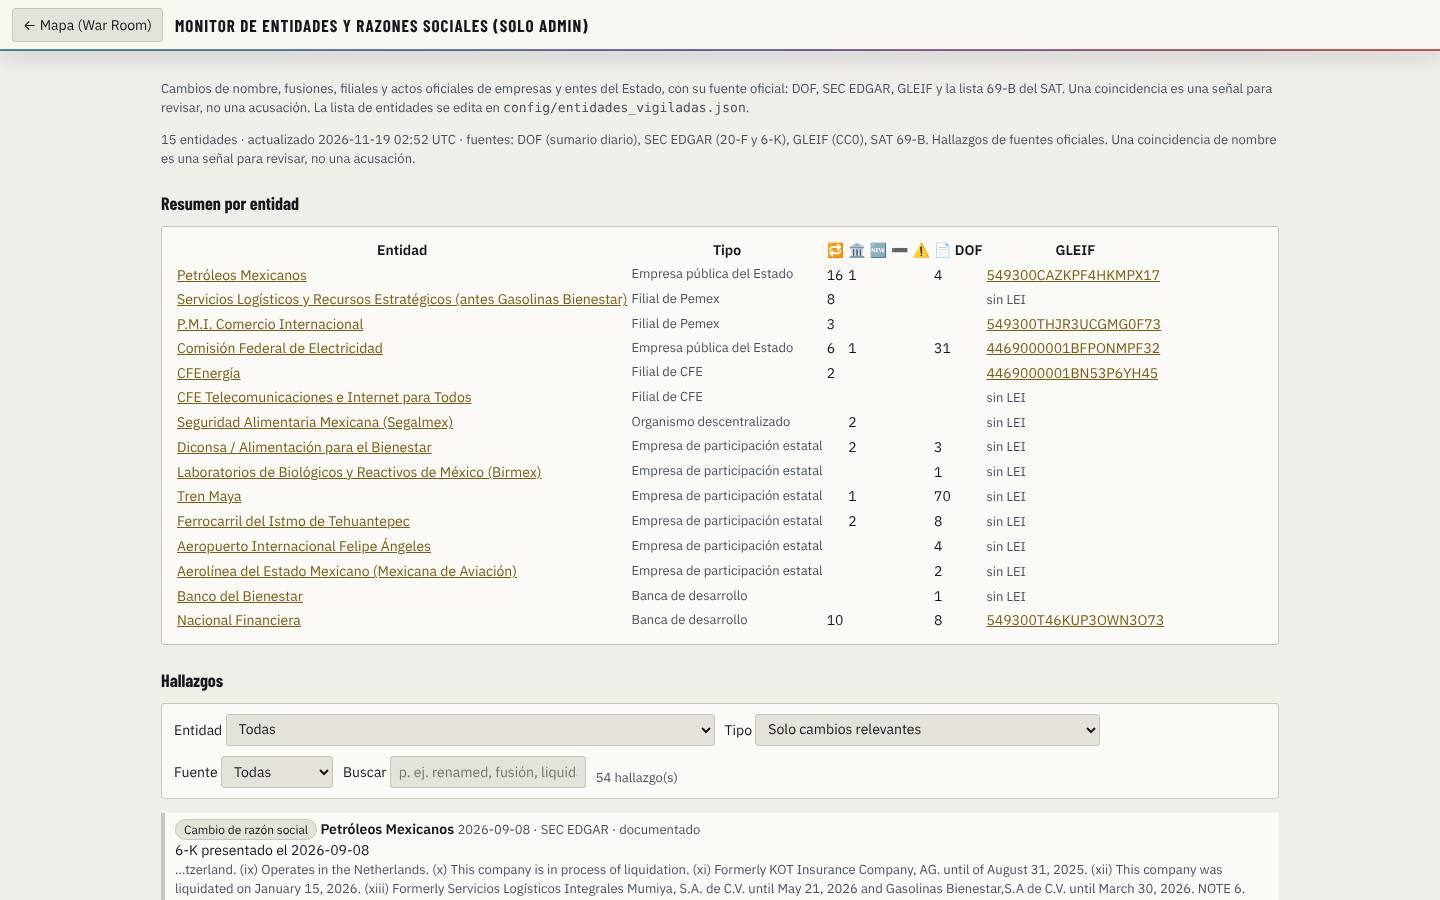 ← Mapa (War Room) MONITOR DE ENTIDADES Y RAZONES SOCIALES (SOLO ADMIN)
Cambios de nombre, fusiones, filiales y actos oficiales de empresas y entes del Estado, con su fuente oficial: DOF, SEC EDGAR, GLEIF y la lista 69-B del SAT. Una coincidencia es una señal para
revisar, no una acusación. La lista de entidades se edita en config/entidades_vigiladas.json.
15 entidades · actualizado 2026-11-19 02:52 UTC · fuentes: DOF (sumario diario), SEC EDGAR (20-F y 6-K), GLEIF (CC0), SAT 69-B. Hallazgos de fuentes oficiales. Una coincidencia de nombre
es una señal para revisar, no una acusación.
Resumen por entidad
Entidad Tipo 🔁 🏛️ 🆕 ➖ ⚠️ 📄 DOF GLEIF
Petróleos Mexicanos Empresa pública del Estado 16 1 4 549300CAZKPF4HKMPX17
Servicios Logísticos y Recursos Estratégicos (antes Gasolinas Bienestar) Filial de Pemex 8 sin LEI
P.M.I. Comercio Internacional Filial de Pemex 3 549300THJR3UCGMG0F73
Comisión Federal de Electricidad Empresa pública del Estado 6 1 31 4469000001BFPONMPF32
CFEnergía Filial de CFE 2 4469000001BN53P6YH45
CFE Telecomunicaciones e Internet para Todos Filial de CFE sin LEI
Seguridad Alimentaria Mexicana (Segalmex) Organismo descentralizado 2 sin LEI
Diconsa / Alimentación para el Bienestar Empresa de participación estatal 2 3 sin LEI
Laboratorios de Biológicos y Reactivos de México (Birmex) Empresa de participación estatal 1 sin LEI
Tren Maya Empresa de participación estatal 1 70 sin LEI
Ferrocarril del Istmo de Tehuantepec Empresa de participación estatal 2 8 sin LEI
Aeropuerto Internacional Felipe Ángeles Empresa de participación estatal 4 sin LEI
Aerolínea del Estado Mexicano (Mexicana de Aviación) Empresa de participación estatal 2 sin LEI
Banco del Bienestar Banca de desarrollo 1 sin LEI
Nacional Financiera Banca de desarrollo 10 8 549300T46KUP3OWN3O73
Hallazgos
Entidad Todas Tipo Solo cambios relevantes
Fuente Todas Buscar p. ej. renamed, fusión, liquid 54 hallazgo(s)
Cambio de razón social Petróleos Mexicanos 2026-09-08 · SEC EDGAR · documentado
6-K presentado el 2026-09-08
…tzerland. (ix) Operates in the Netherlands. (x) This company is in process of liquidation. (xi) Formerly KOT Insurance Company, AG. until of August 31, 2025. (xii) This company was
liquidated on January 15, 2026. (xiii) Formerly Servicios Logísticos Integrales Mumiya, S.A. de C.V. until May 21, 2026 and Gasolinas Bienestar,S.A de C.V. until March 30, 2026. NOTE 6.